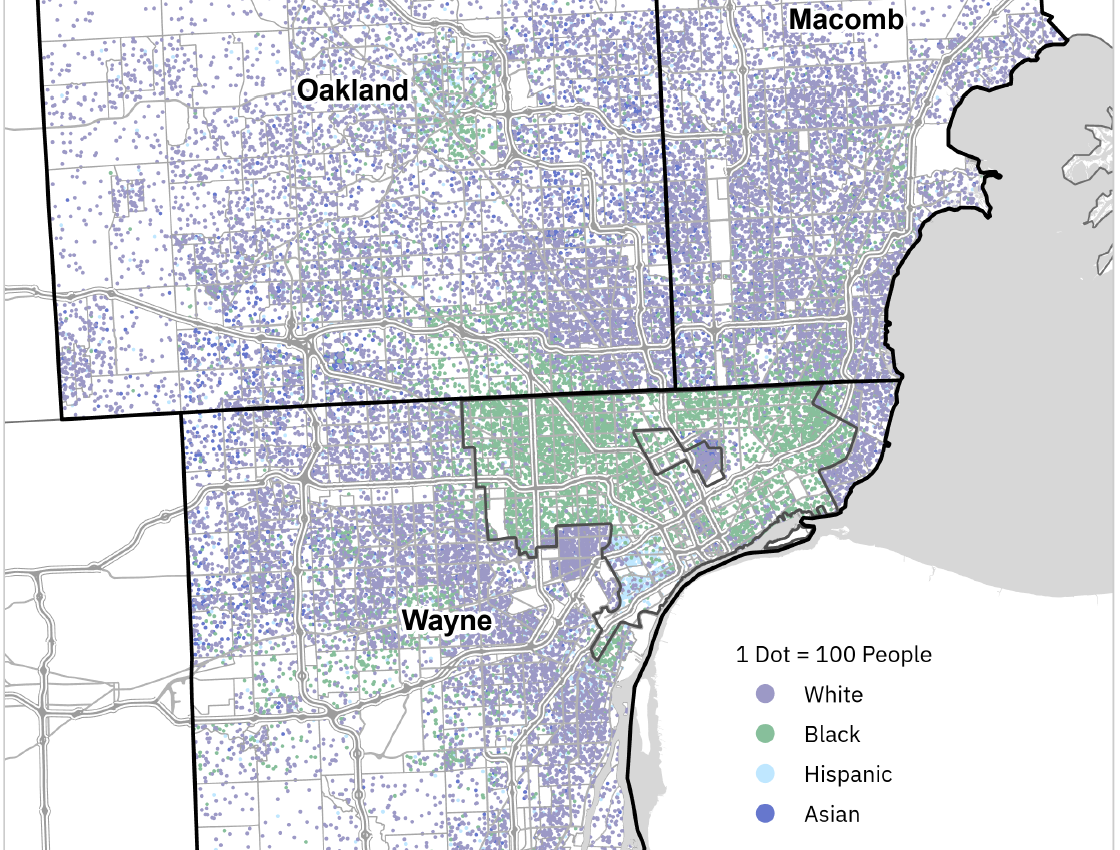 Macomb
Oakland
Wayne
1 Dot = 100 People
White
Black
Hispanic
Asian